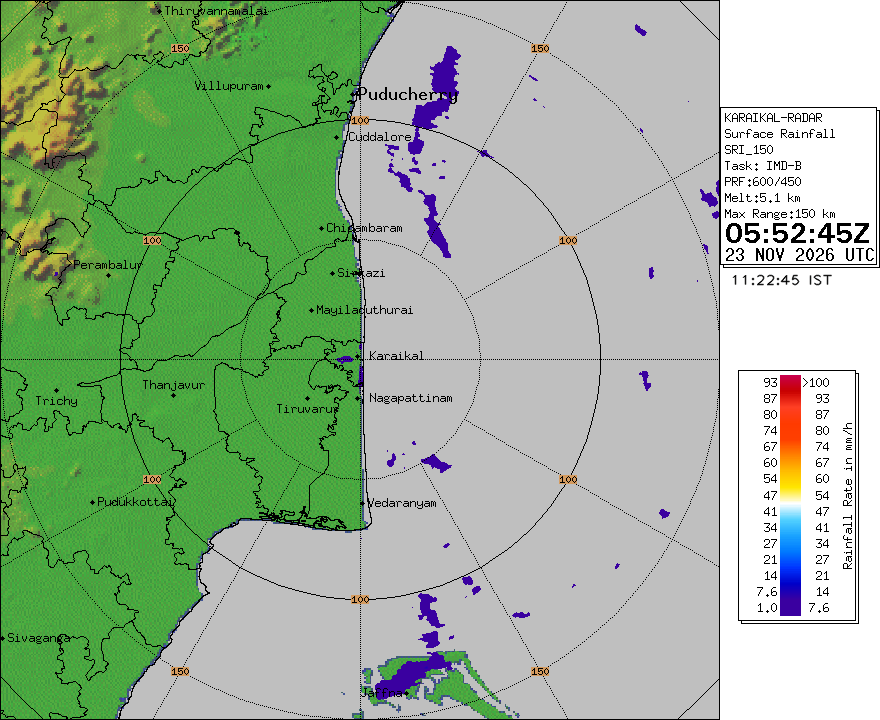 Thiruvannamalai
150
150
Villupuram
Puducherry
100
Cuddalore
KARAIKAL-RADAR
Surface Rainfall
SRI_150
Task: IMD-B
PRF:600/450
Melt:5.1 km
Max Range:150 km
05:52:45Z
23 NOV 2026 UTC
11:22:45 IST
Chidambaram
100
100
Perambalur
Sirkazi
Mayiladuthurai
Karaikal
Thanjavur
Trichy
Nagapattinam
Tiruvarur
100
100
Pudukkottai
Vedaranyam
100
Sivaganga
150
150
Jaffna
93 >100
87 93
80 87
74 80
67 74
60 67
54 60
47 54
41 47
34 41
27 34
21 27
14 21
7.6 14
1.0 7.6
Rainfall Rate in mm/h